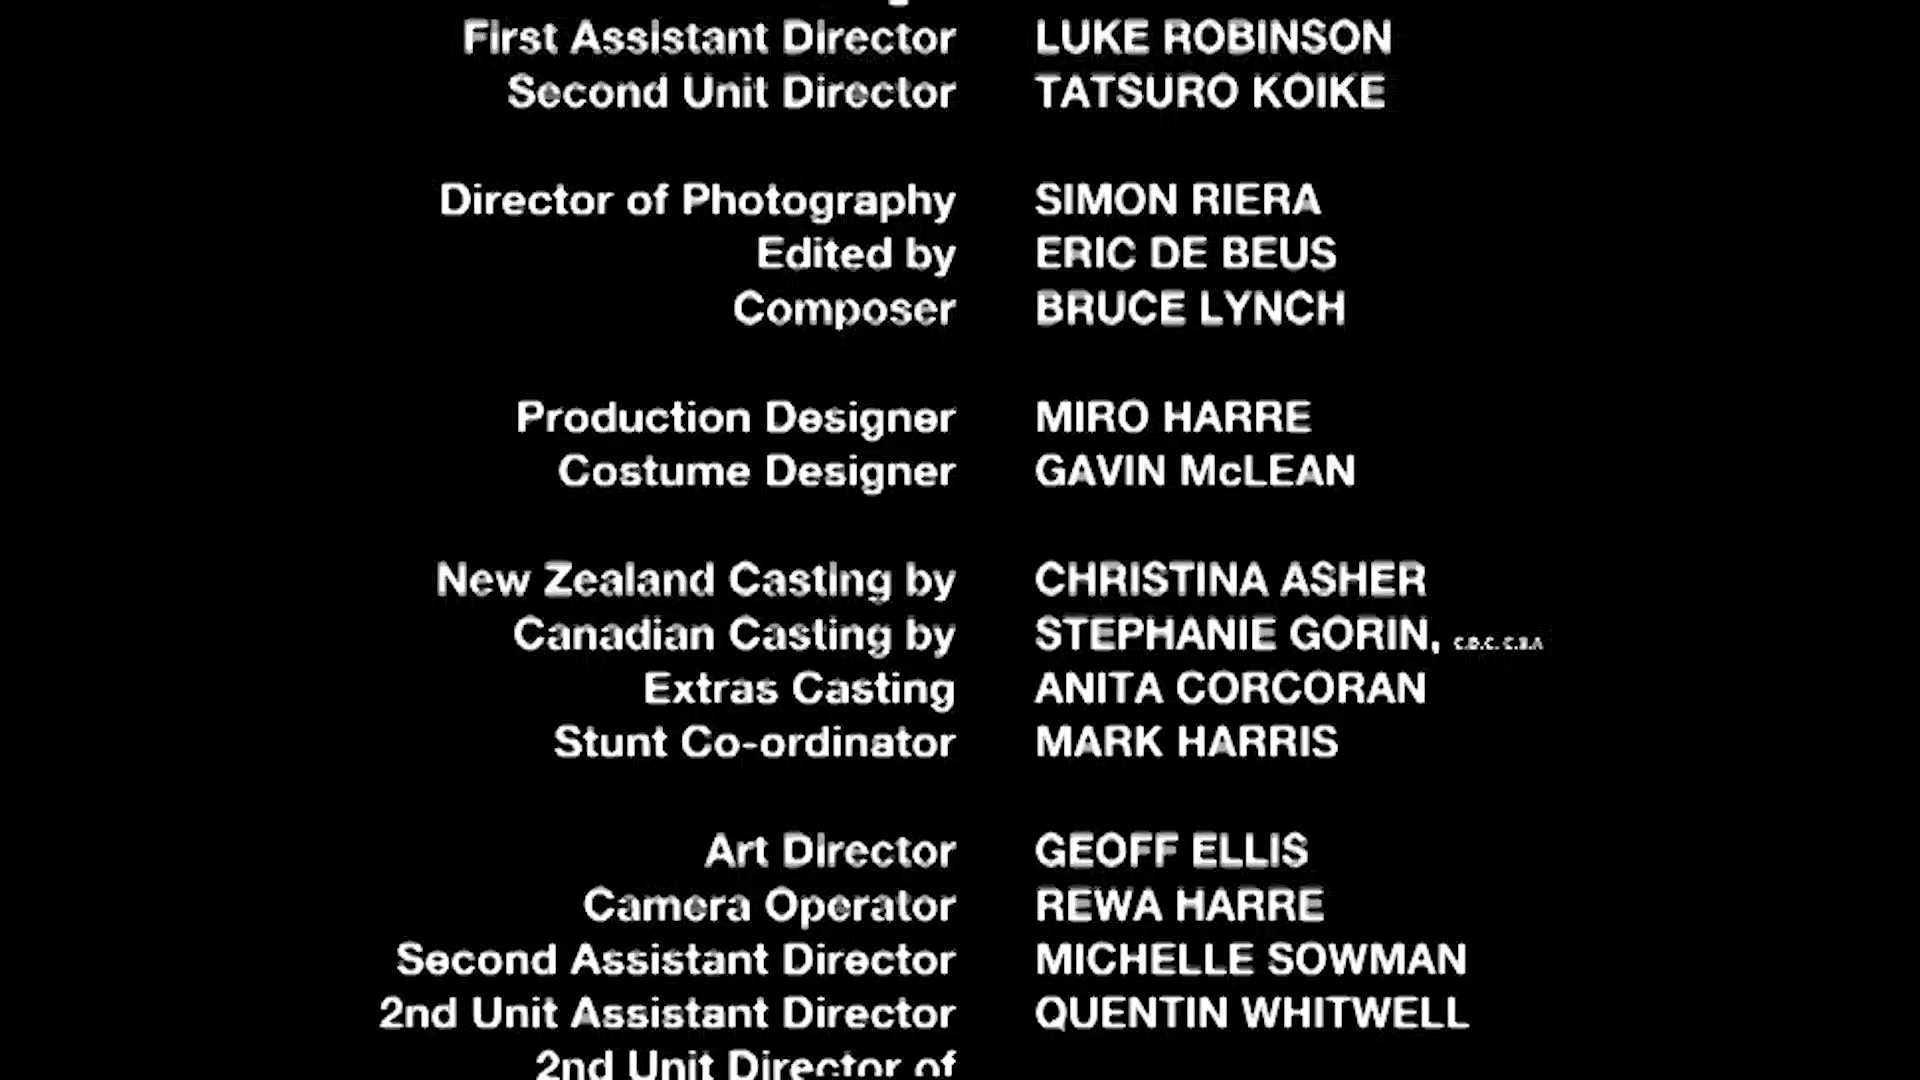 First Assistant Director LUKE ROBINSON
Second Unit Director TATSURO KOIKE
Director of Photography SIMON RIERA
Edited by ERIC DE BEUS
Composer BRUCE LYNCH
Production Designer MIRO HARRE
Costume Designer GAVIN McLEAN
New Zealand Casting by CHRISTINA ASHER
Canadian Casting by STEPHANIE GORIN,
Extras Casting ANITA CORCORAN
Stunt Co-ordinator MARK HARRIS
Art Director GEOFF ELLIS
Camera Operator REWA HARRE
Second Assistant Director MICHELLE SOWMAN
2nd Unit Assistant Director QUENTIN WHITWELL
2nd Unit Director of